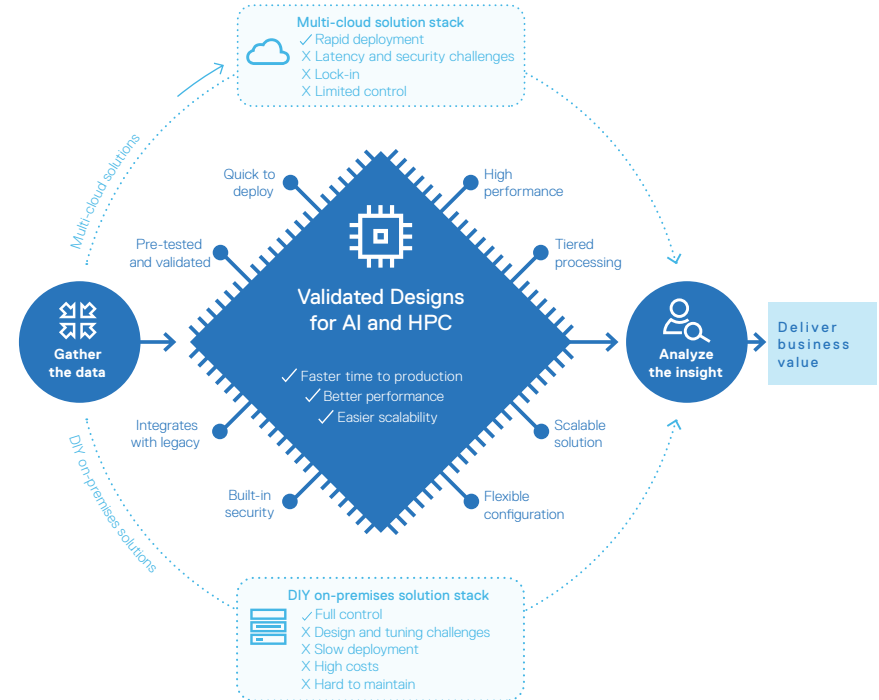 Multi-cloud solution stack
✓ Rapid deployment
X Latency and security challenges
X Lock-in
X Limited control
Multi-cloud solutions
Quick to
deploy
High
performance
Pre-tested
and validated
Tiered
processing
Validated Designs
for AI and HPC
✓ Faster time to production
✓ Better performance
✓ Easier scalability
Gather
the data
Analyze
the insight
Deliver
business
value
Integrates
with legacy
Scalable
solution
Built-in
security
Flexible
configuration
DIY on-premises solutions
DIY on-premises solution stack
✓ Full control
X Design and tuning challenges
X Slow deployment
X High costs
X Hard to maintain